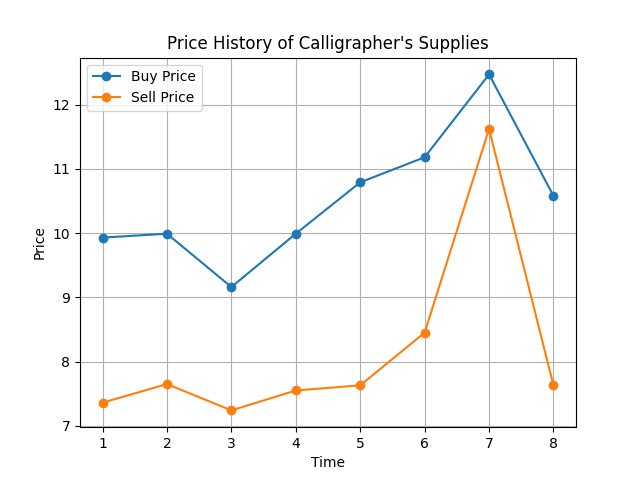 Price History of Calligrapher's Supplies
Buy Price
Sell Price
12
11
10
9
8
7
Price
1 2 3 4 5 6 7 8
Time